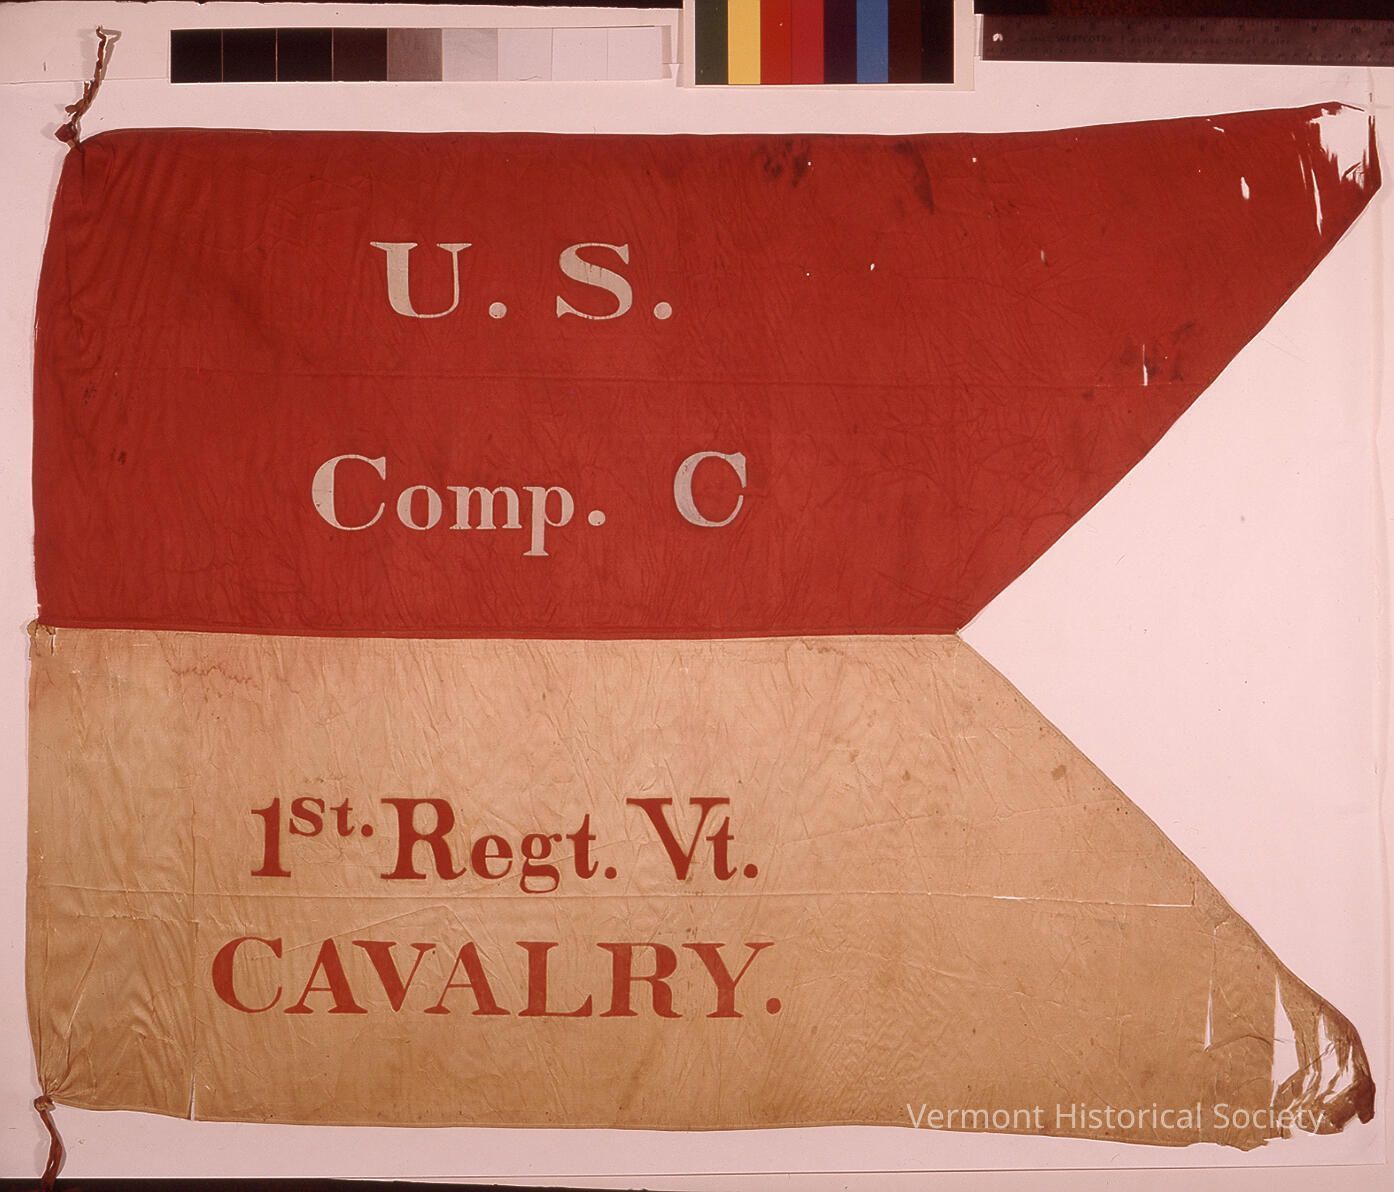 U. S.
Comp. C
1st. Regt. Vt.
CAVALRY.
Vermont Historical Society